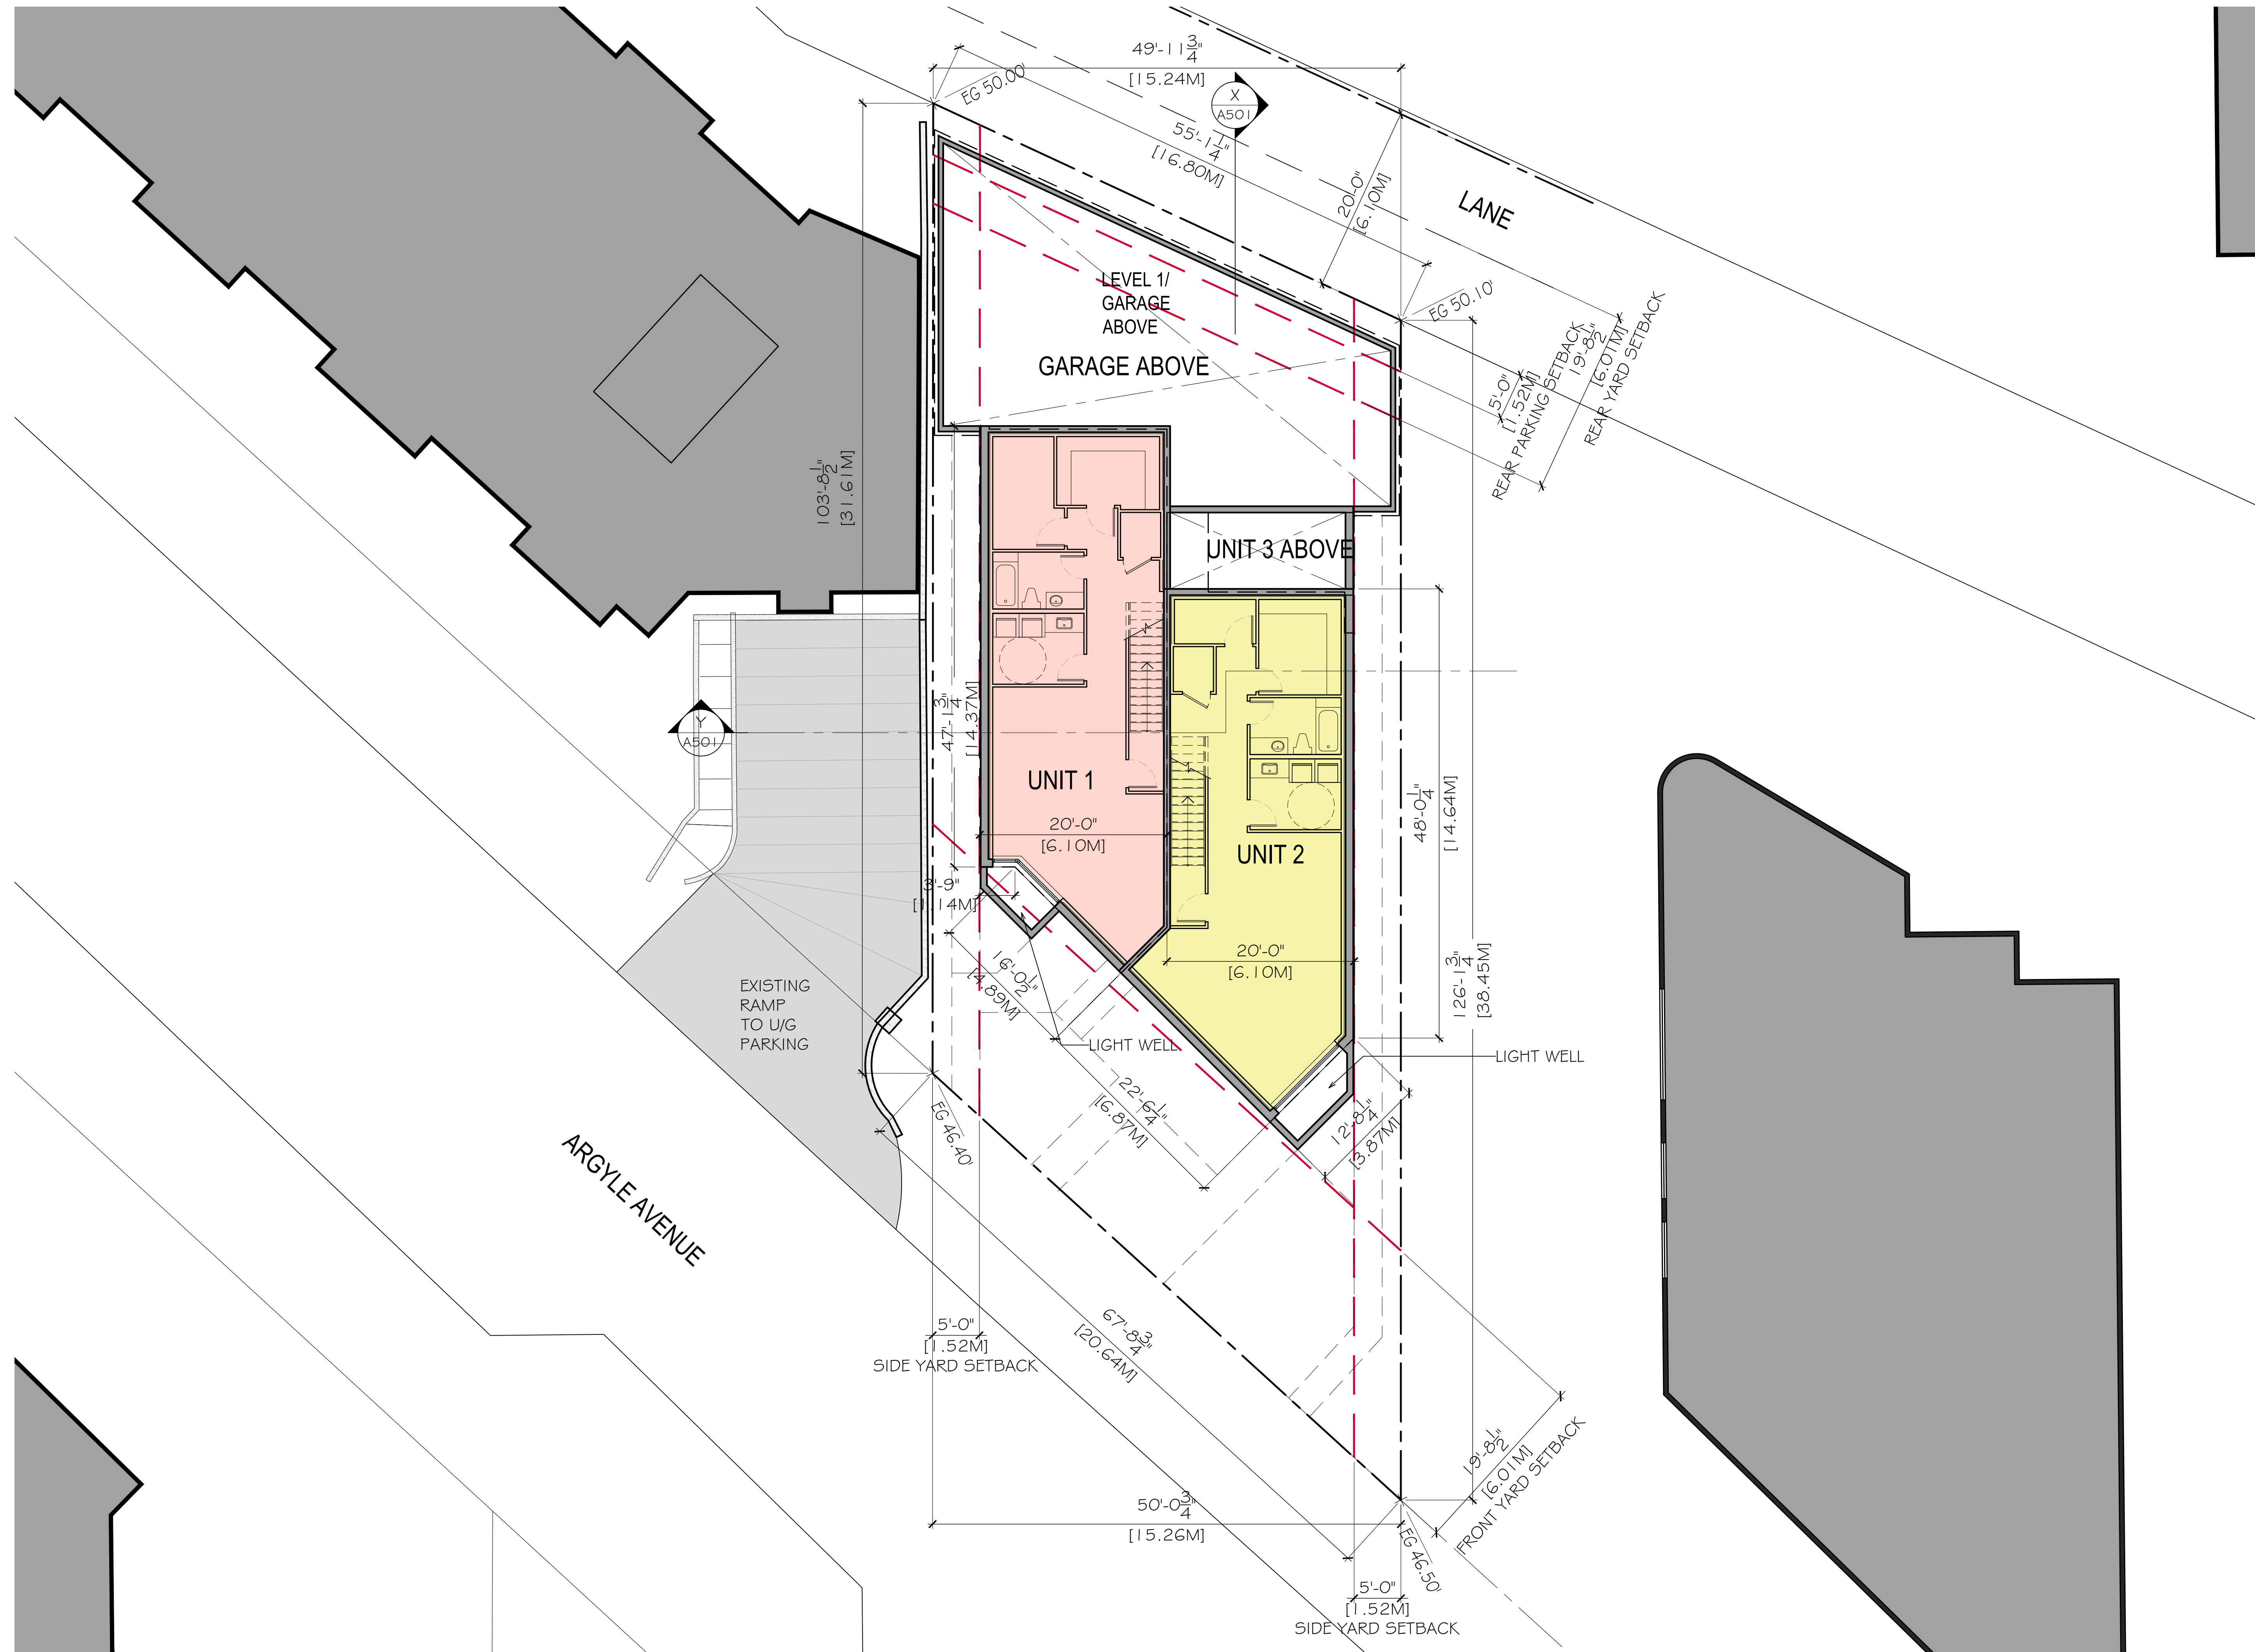 49'-11 3/4"
[15.24M]
EG 50.00'
X
A501
55'-1 1/4"
[16.80M]
20'-0"
[6.10M]
LANE
LEVEL 1/
GARAGE
ABOVE
GARAGE ABOVE
EG 50.10'
5'-0"
[1.52M]
REAR PARKING SETBACK
19'-8 1/2"
[6.01M]
REAR YARD SETBACK
103'-8 1/2"
[31.61M]
UNIT 3 ABOVE
47'-1 3/4"
[14.37M]
Y
A501
UNIT 1
20'-0"
[6.10M]
48'-0 1/4"
[14.64M]
UNIT 2
3'-9"
[1.14M]
20'-0"
[6.10M]
126'-1 3/4"
[38.45M]
16'-0 1/2"
[4.89M]
EXISTING
RAMP
TO U/G
PARKING
LIGHT WELL
LIGHT WELL
22'-6 1/4"
[6.87M]
12'-8 1/4"
[3.87M]
EG 46.40'
ARGYLE AVENUE
5'-0"
[1.52M]
SIDE YARD SETBACK
67'-8 3/4"
[20.64M]
19'-8 1/2"
[6.01M]
FRONT YARD SETBACK
50'-0 3/4"
[15.26M]
EG 46.50'
5'-0"
[1.52M]
SIDE YARD SETBACK